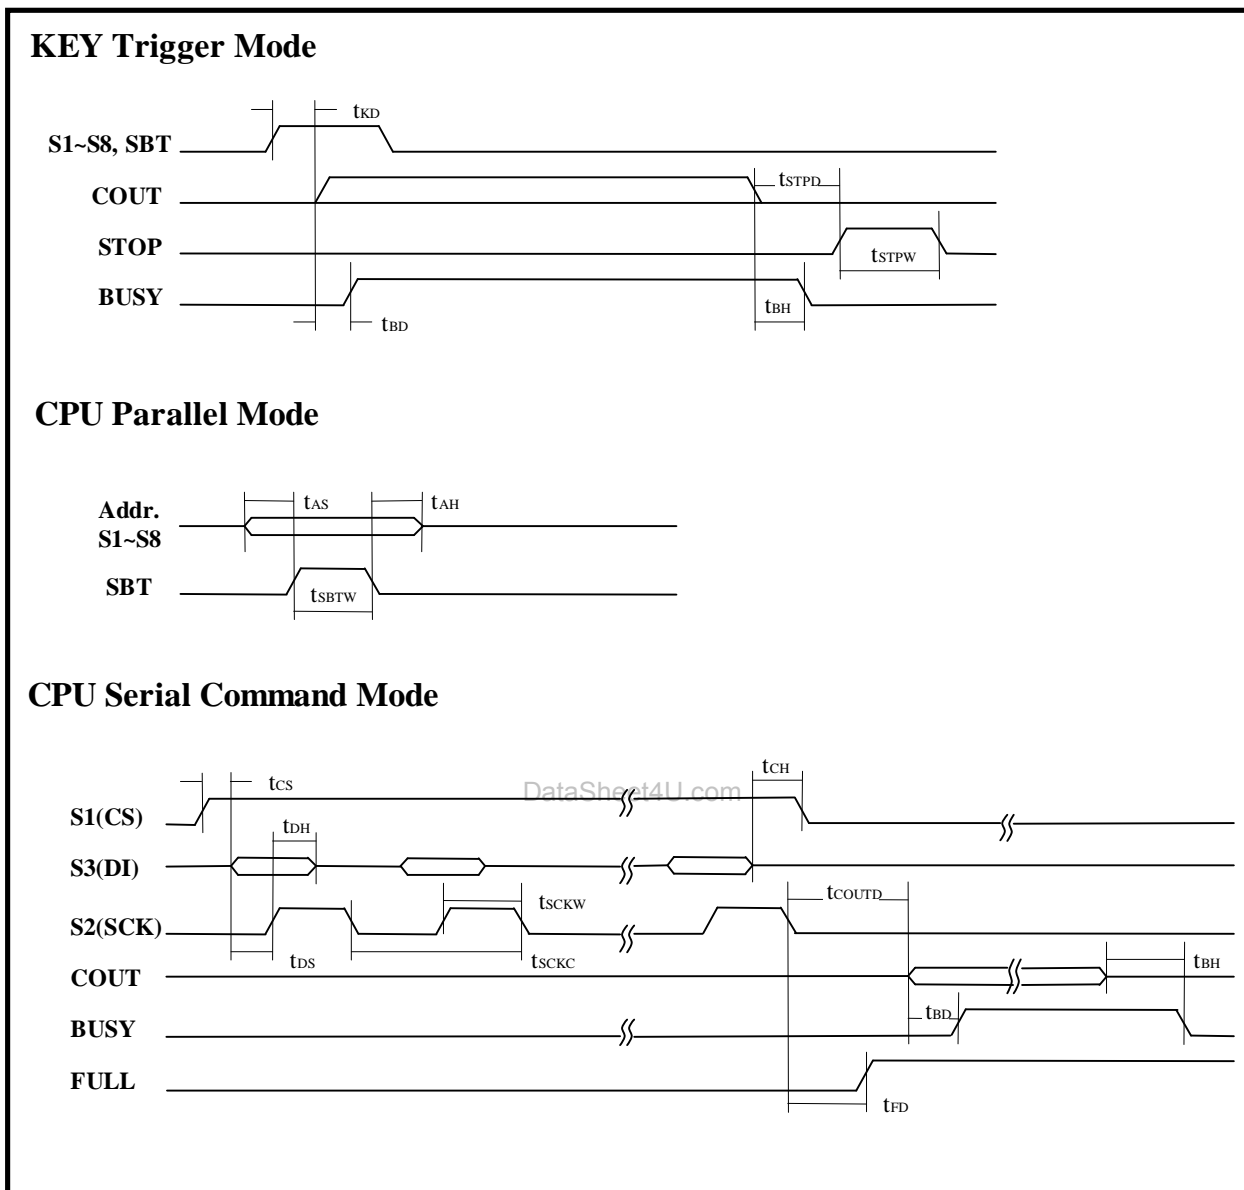 KEY Trigger Mode
tKD
S1~S8, SBT
COUT
tSTPD
STOP
tSTPW
BUSY
tBH
tBD
CPU Parallel Mode
Addr.
S1~S8
tAS
tAH
SBT
tSBTW
CPU Serial Command Mode
tCS
DataSheet4U.com
tCH
S1(CS)
tDH
S3(DI)
tSCKW
tCOUTD
S2(SCK)
tDS
tSCKC
COUT
tBH
BUSY
tBD
FULL
tFD